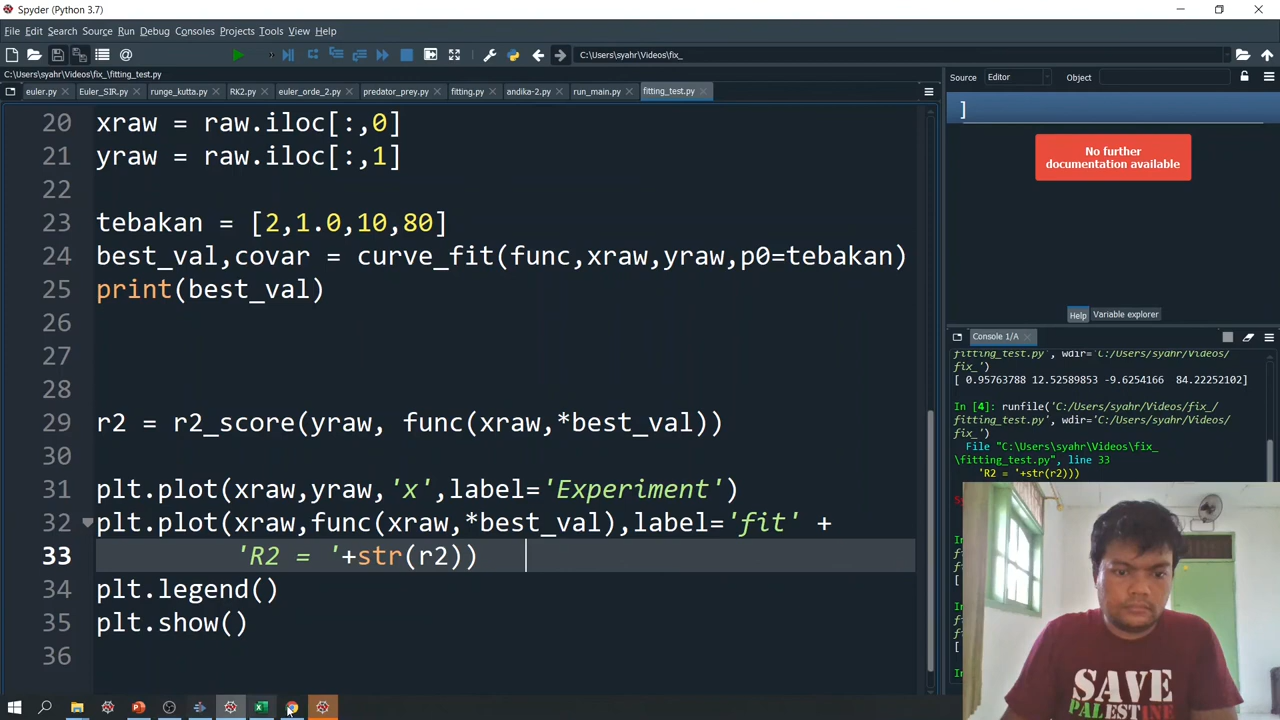 Spyder (Python 3.7)
File Edit Search Source Run Debug Consoles Projects Tools View Help
C:\Users\syahr\Videos\fix_
C:\Users\syahr\Videos\fix_\fitting_test.py
Source Editor Object
euler.py Euler_SIR.py runge_kutta.py RK2.py euler_orde_2.py predator_prey.py fitting.py andika-2.py run_main.py fitting_test.py
20 xraw = raw.iloc[:,0]
21 yraw = raw.iloc[:,1]
22
23 tebakan = [2,1.0,10,80]
24 best_val,covar = curve_fit(func,xraw,yraw,p0=tebakan)
25 print(best_val)
26
27
28
29 r2 = r2_score(yraw, func(xraw,*best_val))
30
31 plt.plot(xraw,yraw,'x',label='Experiment')
32 plt.plot(xraw,func(xraw,*best_val),label='fit' +
33 'R2 = '+str(r2))
34 plt.legend()
35 plt.show()
36
]
No further
documentation available
Help Variable explorer
Console 1/A
fitting_test.py', wdir='C:/Users/syahr/Videos/
fix_')
[ 0.95763788 12.52589853 -9.6254166 84.22252102]
In [4]: runfile('C:/Users/syahr/Videos/fix_/
fitting_test.py', wdir='C:/Users/syahr/Videos/
fix_')
File "C:\Users\syahr\Videos\fix_
\fitting_test.py", line 33
'R2 = '+str(r2)))
SAVE
PALESTINE